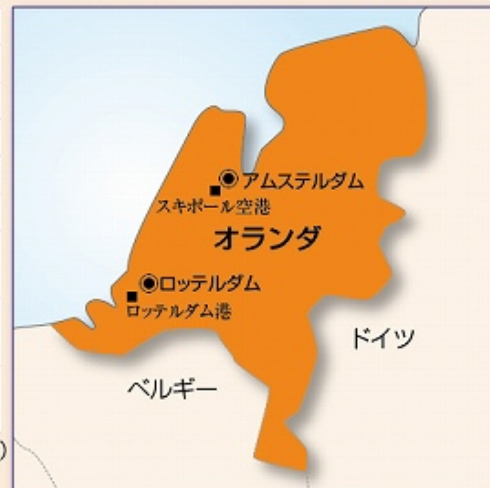 アムステルダム
スキポール空港
オランダ
ロッテルダム
ロッテルダム港
ドイツ
ベルギー
)